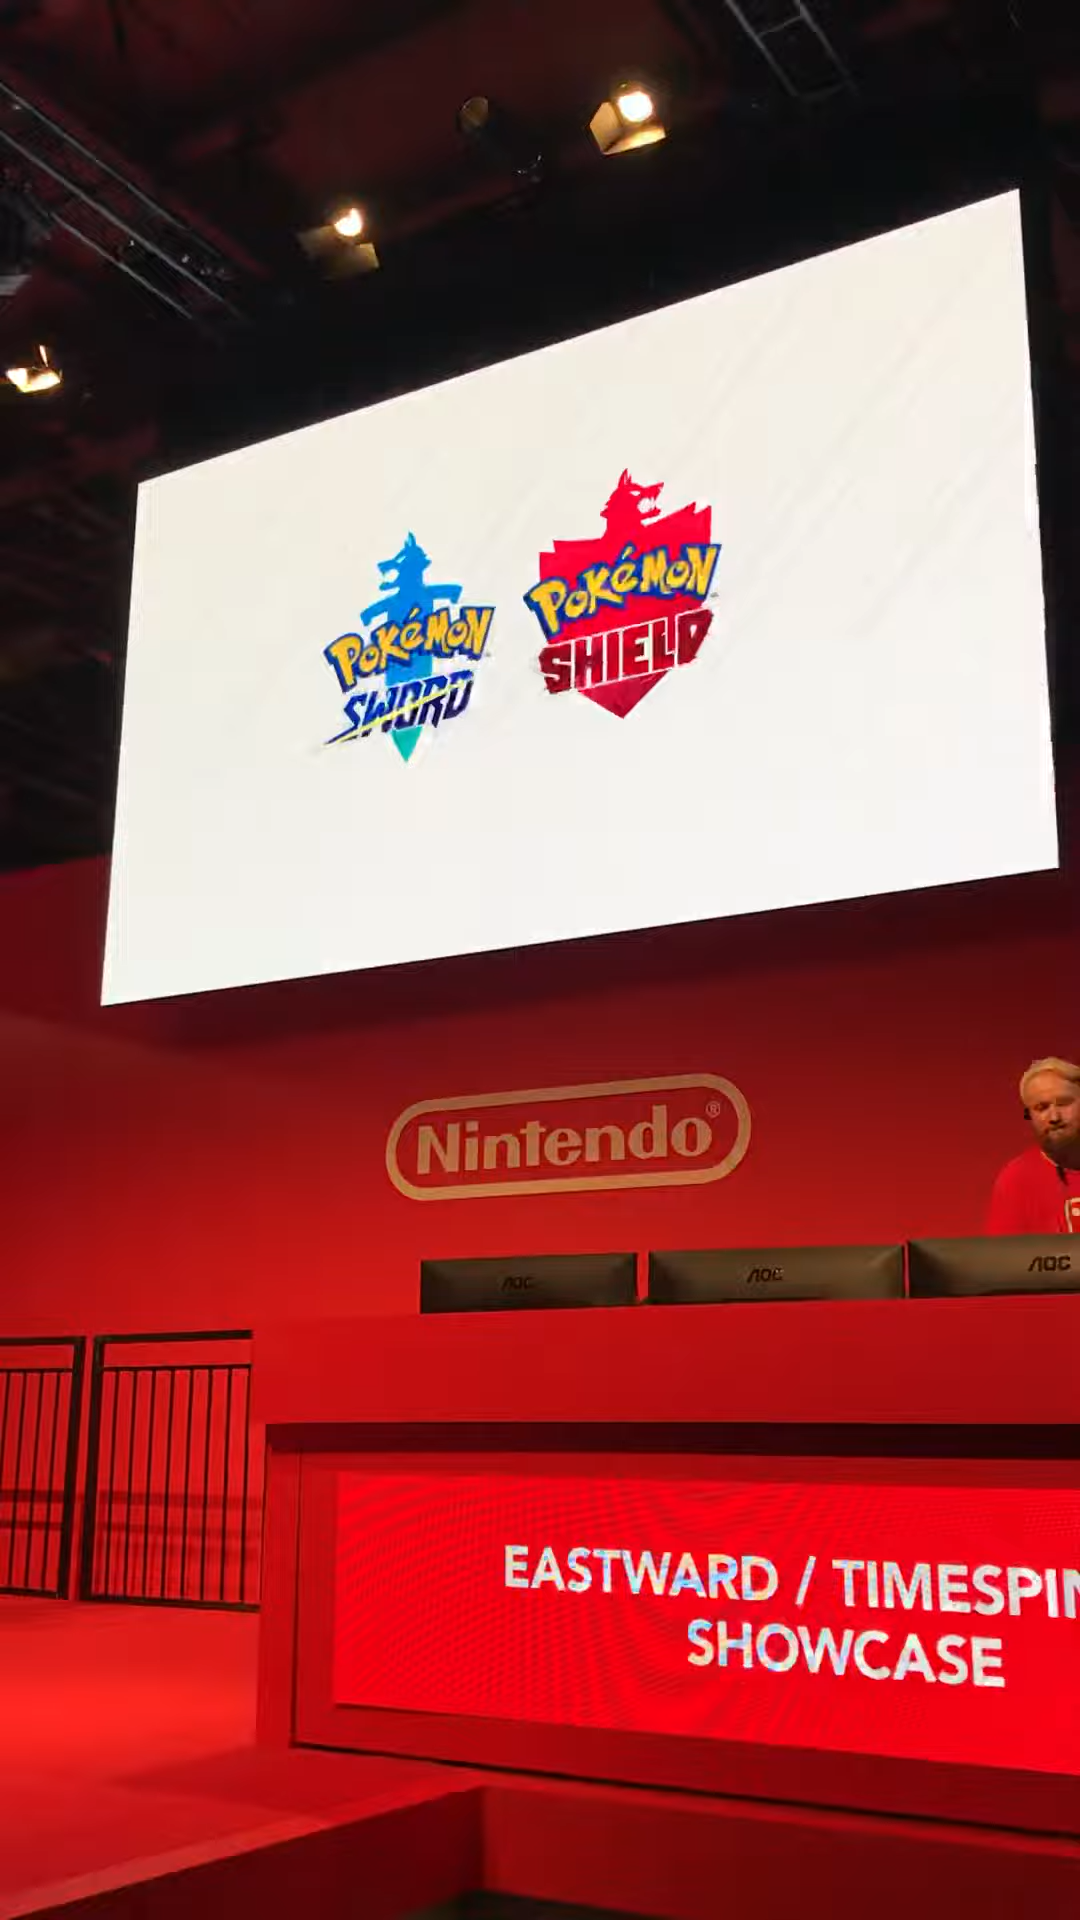 POKéMON
SWORD
POKéMON
SHIELD
Nintendo®
AOC
AOC
AOC
EASTWARD / TIMESPIN
SHOWCASE